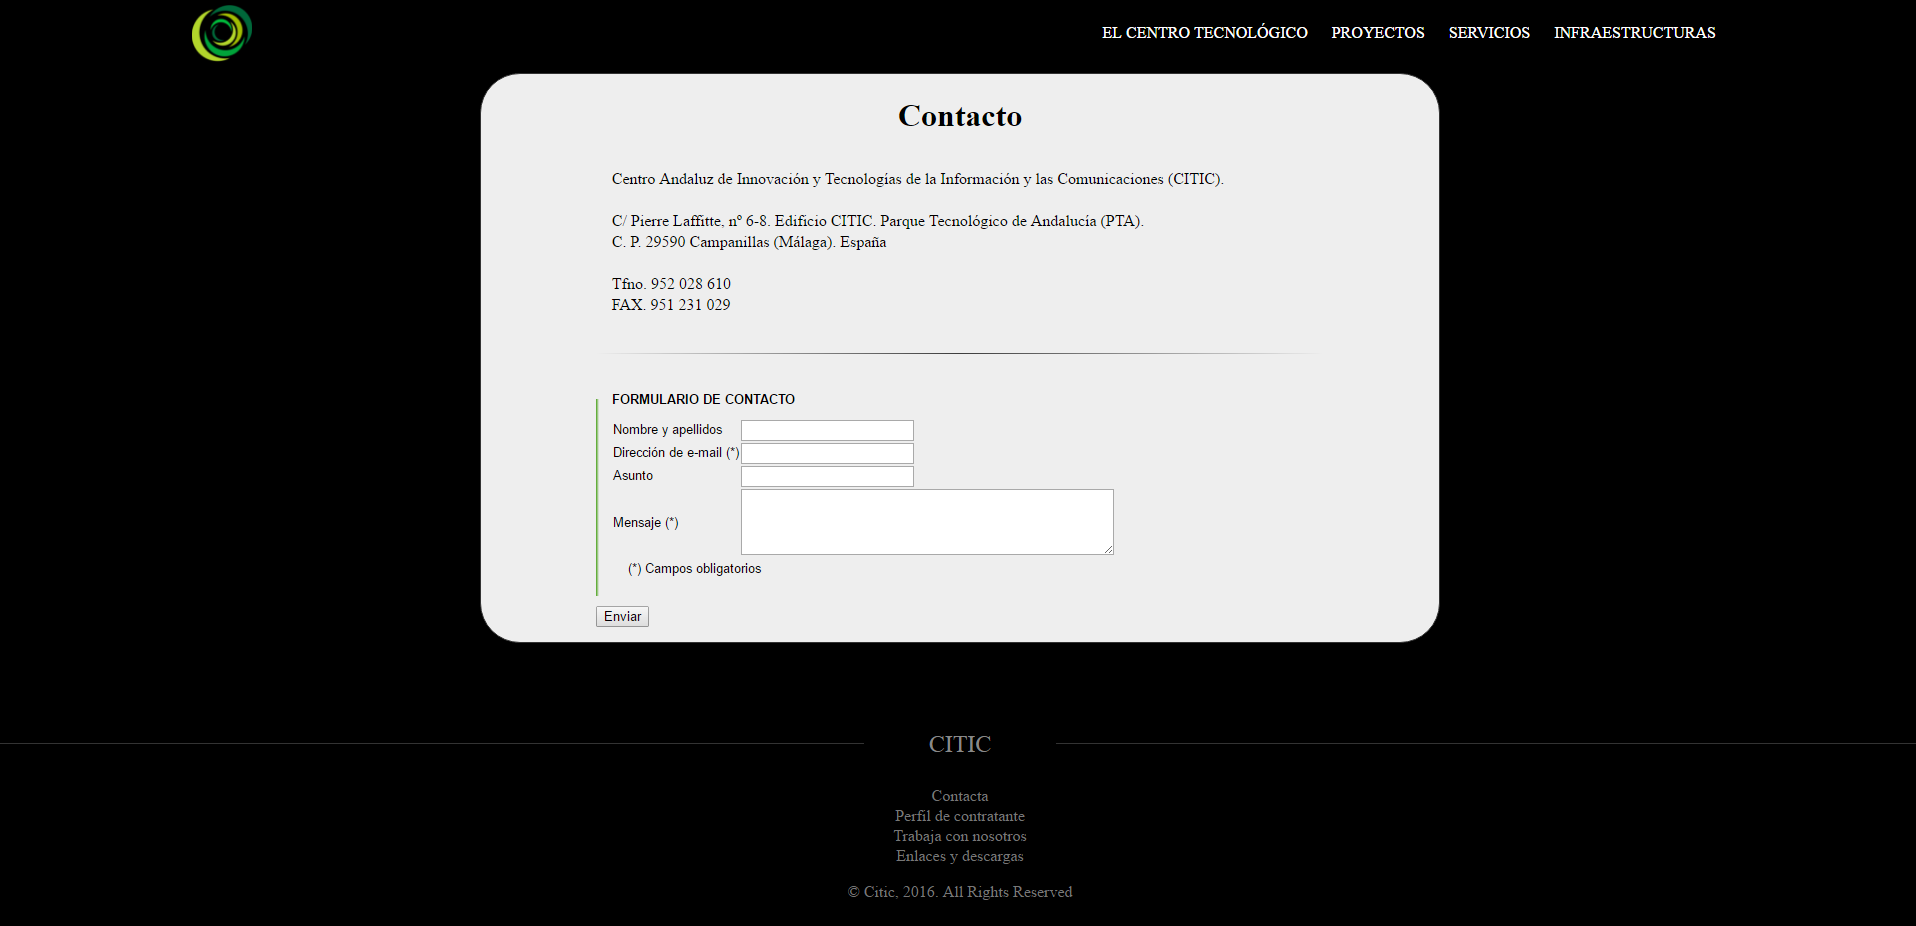 EL CENTRO TECNOLÓGICO PROYECTOS SERVICIOS INFRAESTRUCTURAS
Contacto
Centro Andaluz de Innovación y Tecnologías de la Información y las Comunicaciones (CITIC).
C/ Pierre Laffitte, nº 6-8. Edificio CITIC. Parque Tecnológico de Andalucía (PTA).
C. P. 29590 Campanillas (Málaga). España
Tfno. 952 028 610
FAX. 951 231 029
FORMULARIO DE CONTACTO
Nombre y apellidos
Dirección de e-mail (*)
Asunto
Mensaje (*)
(*) Campos obligatorios
Enviar
CITIC
Contacta
Perfil de contratante
Trabaja con nosotros
Enlaces y descargas
© Citic, 2016. All Rights Reserved